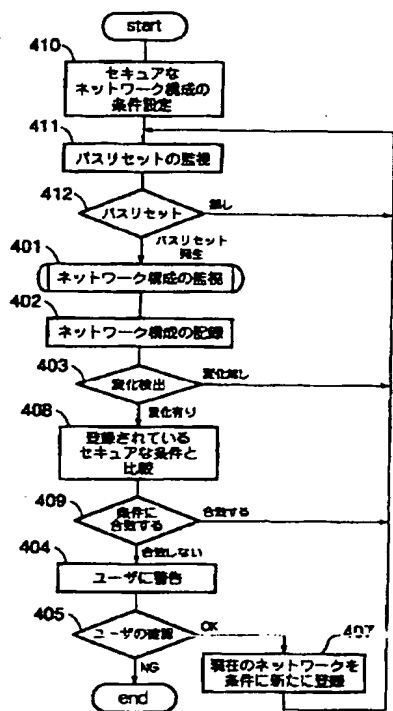 start
410
セキュアな
ネットワーク構成の
条件設定
411
バスリセットの監視
412
バスリセット
無し
バスリセット
発生
401
ネットワーク構成の監視
402
ネットワーク構成の記録
403
変化検出
変化無し
変化有り
408
登録されている
セキュアな条件と
比較
409
条件に
合致する
合致する
合致しない
404
ユーザに警告
405
ユーザの確認
OK
NG
407
現在のネットワークを
条件に新たに登録
end